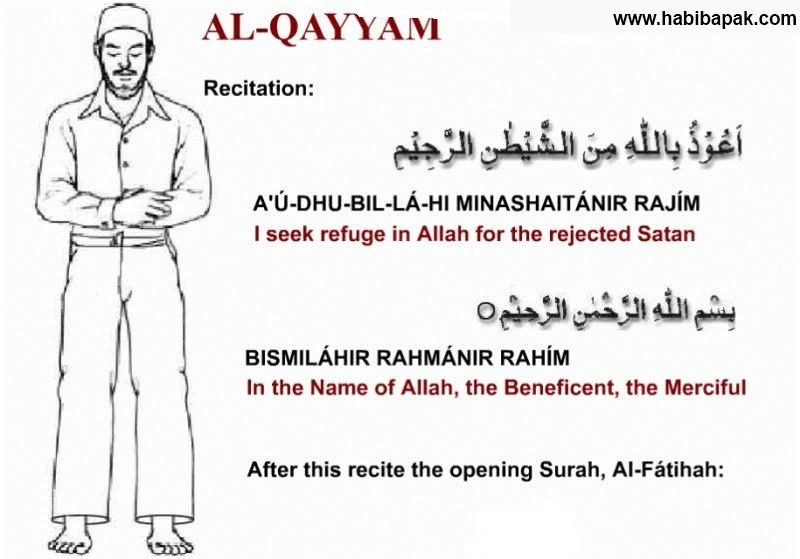 www.habibapak.com
AL-QAYYAM
Recitation:
اَعُوْذُ بِاللّٰهِ مِنَ الشَّيْطٰنِ الرَّجِيْمِ
A'Ú-DHU-BIL-LÁ-HI MINASHAITÁNIR RAJÍM
I seek refuge in Allah for the rejected Satan
بِسْمِ اللّٰهِ الرَّحْمٰنِ الرَّحِيْمِ ○
BISMILÁHIR RAHMÁNIR RAHÍM
In the Name of Allah, the Beneficent, the Merciful
After this recite the opening Surah, Al-Fátihah: